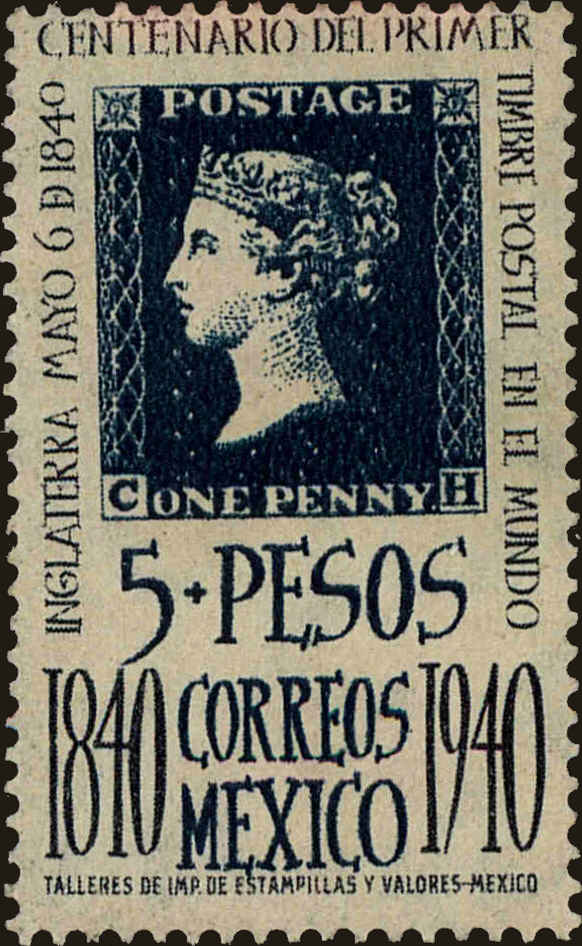 CENTENARIO DEL PRIMER
TIMBRE POSTAL EN EL MUNDO
INGLATERRA MAYO 6 D 1840
POSTAGE
C ONE PENNY. H
5 PESOS
1840 CORREOS 1940
MEXICO
TALLERES DE IMP. DE ESTAMPILLAS Y VALORES-MEXICO